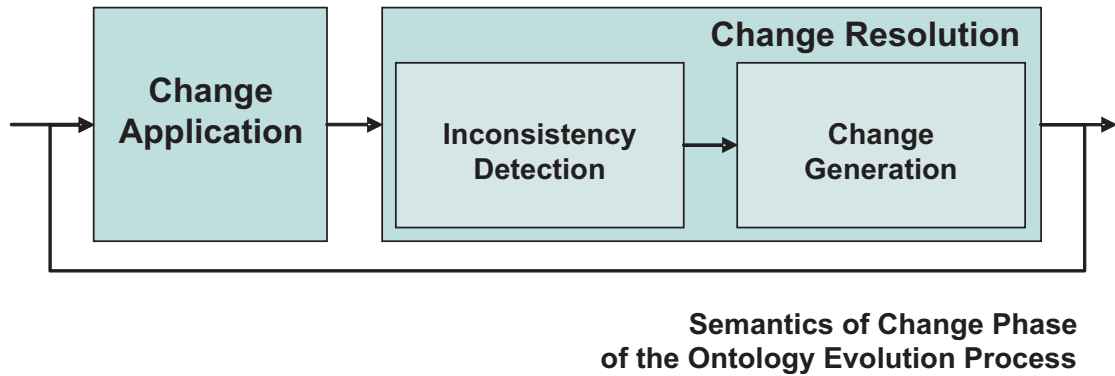 Change
Application
Change Resolution
Inconsistency
Detection
Change
Generation
Semantics of Change Phase
of the Ontology Evolution Process